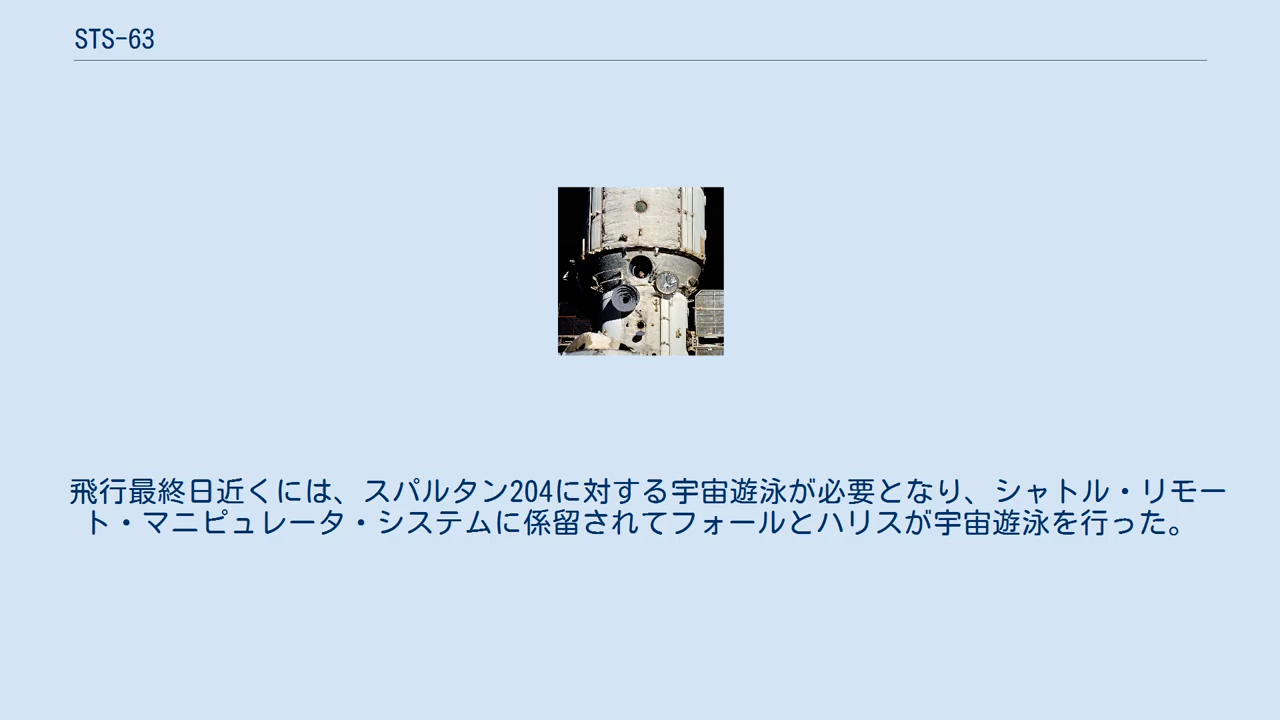 STS-63
飛行最終日近くには、スパルタン204に対する宇宙遊泳が必要となり、シャトル・リモー
ト・マニピュレータ・システムに係留されてフォールとハリスが宇宙遊泳を行った。